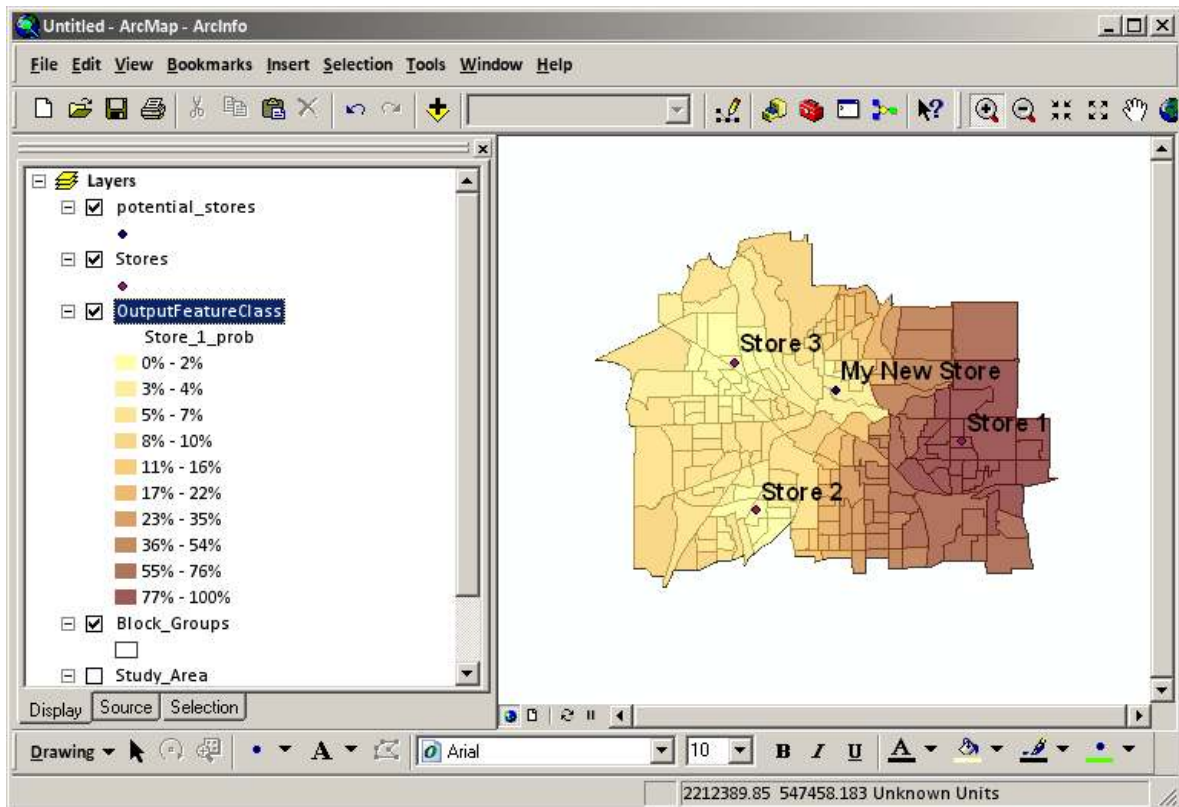 Untitled - ArcMap - ArcInfo
File Edit View Bookmarks Insert Selection Tools Window Help
Layers
potential_stores
Stores
OutputFeatureClass
Store_1_prob
0% - 2%
3% - 4%
5% - 7%
8% - 10%
11% - 16%
17% - 22%
23% - 35%
36% - 54%
55% - 76%
77% - 100%
Block_Groups
Study_Area
Display Source Selection
Store 3
My New Store
Store 1
Store 2
Drawing A Arial 10 B I U A
2212389.85 547458.183 Unknown Units